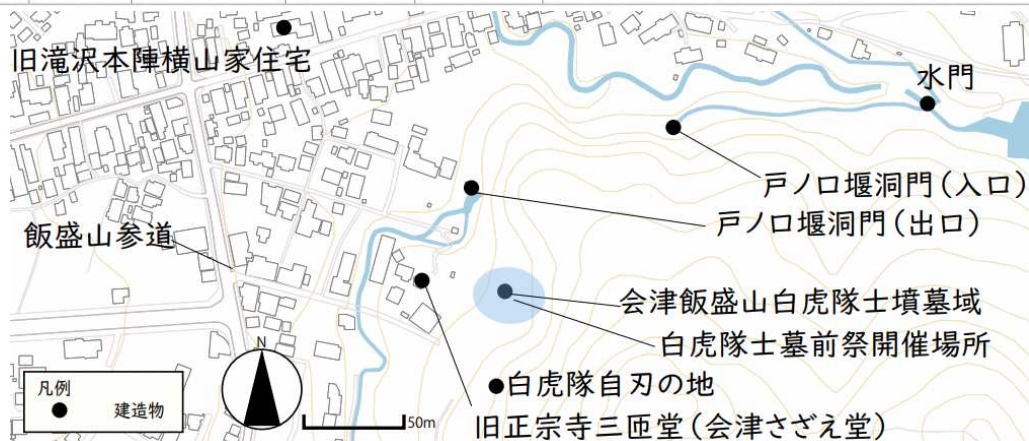 旧滝沢本陣横山家住宅
水門
戸ノ口堰洞門(入口)
戸ノ口堰洞門(出口)
飯盛山参道
会津飯盛山白虎隊士墳墓域
白虎隊士墓前祭開催場所
白虎隊自刃の地
旧正宗寺三匝堂(会津さざえ堂)
N
50m
凡例
建造物